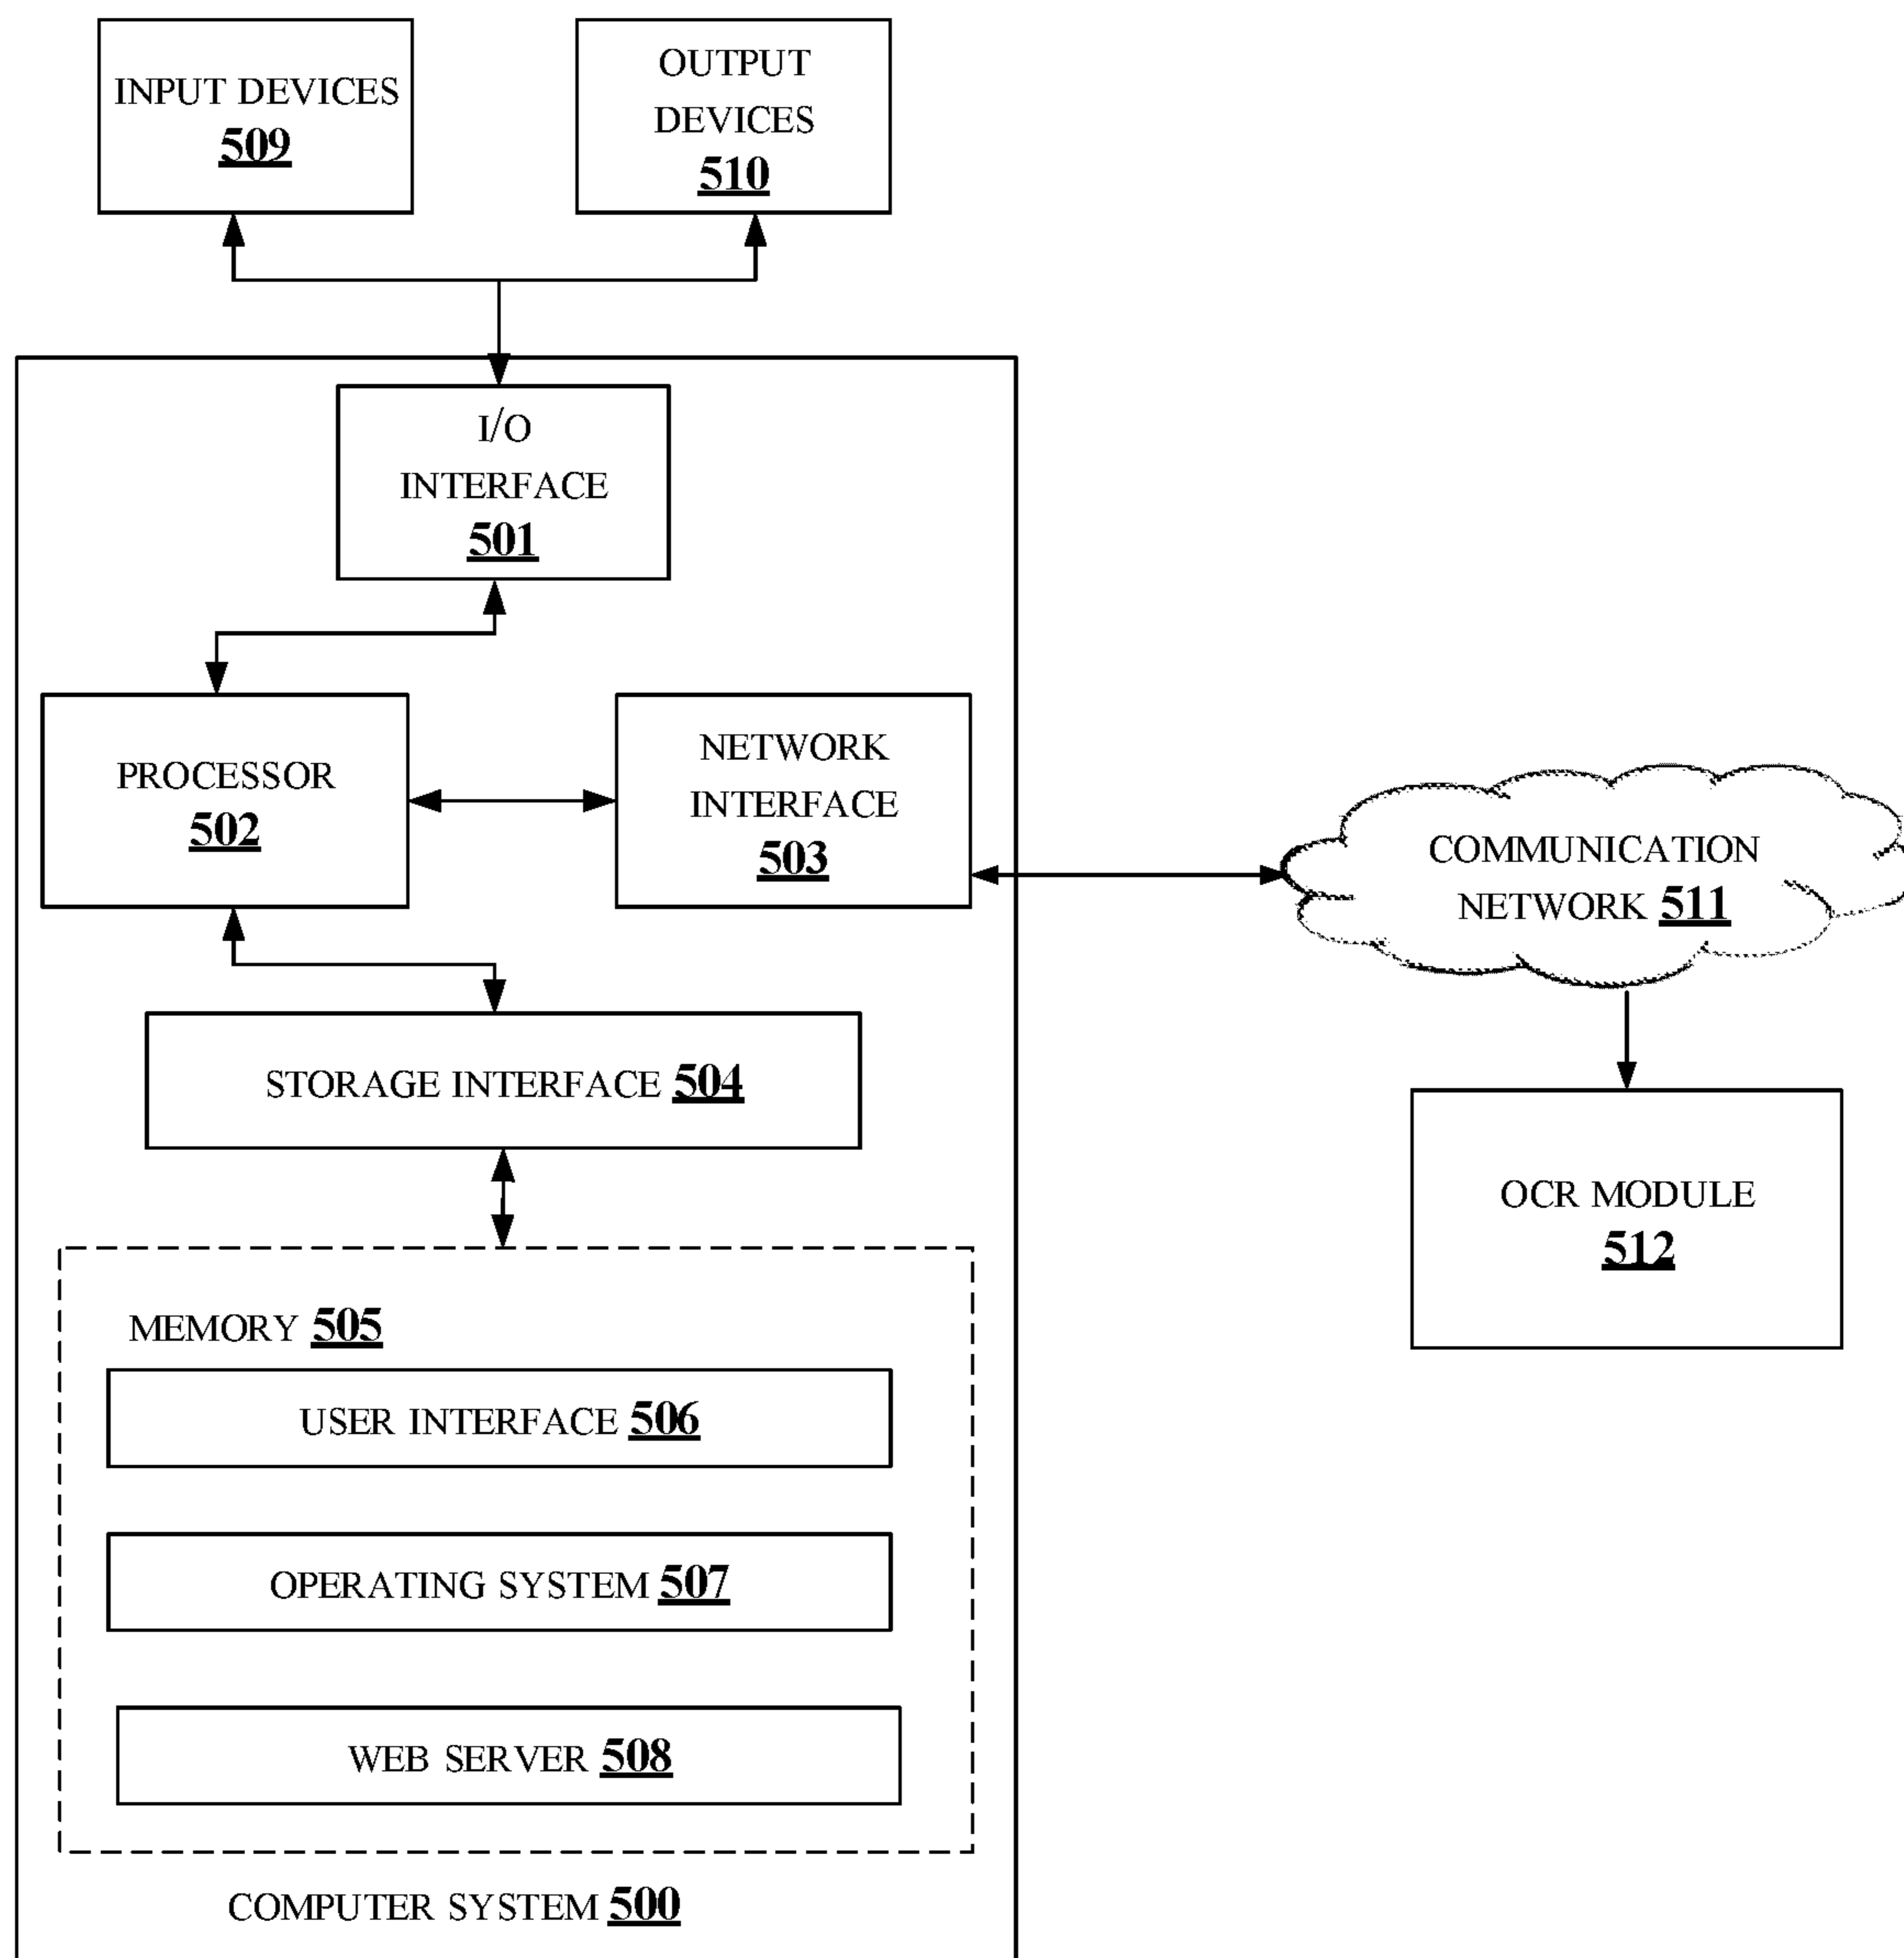 INPUT DEVICES
509
OUTPUT
DEVICES
510
I/O
INTERFACE
501
PROCESSOR
502
NETWORK
INTERFACE
503
COMMUNICATION
NETWORK 511
STORAGE INTERFACE 504
OCR MODULE
512
MEMORY 505
USER INTERFACE 506
OPERATING SYSTEM 507
WEB SERVER 508
COMPUTER SYSTEM 500